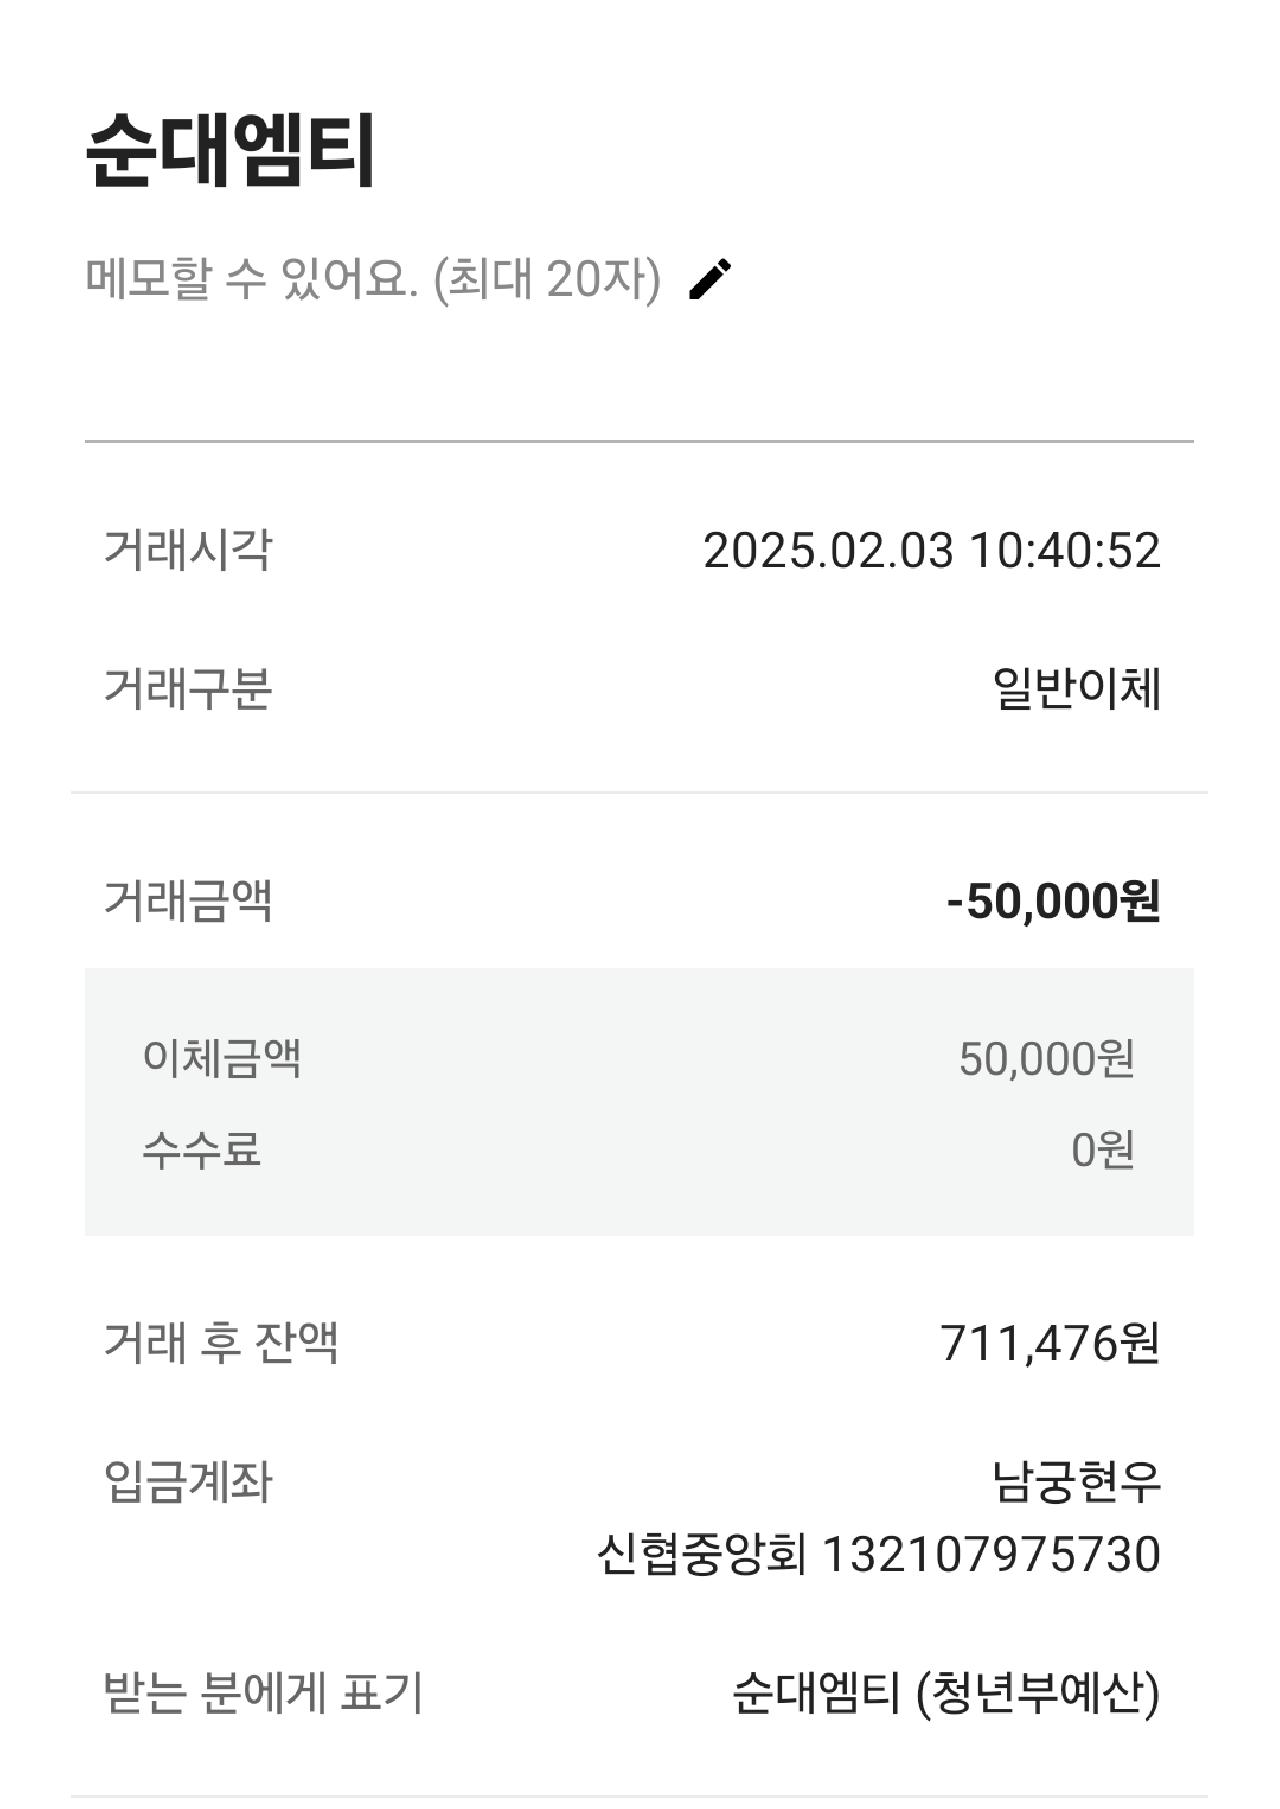 순대엠티
메모할 수 있어요. (최대 20자)
거래시각 2025.02.03 10:40:52
거래구분 일반이체
거래금액 -50,000원
이체금액 50,000원
수수료 0원
거래 후 잔액 711,476원
입금계좌 남궁현우
신협중앙회 132107975730
받는 분에게 표기 순대엠티 (청년부예산)